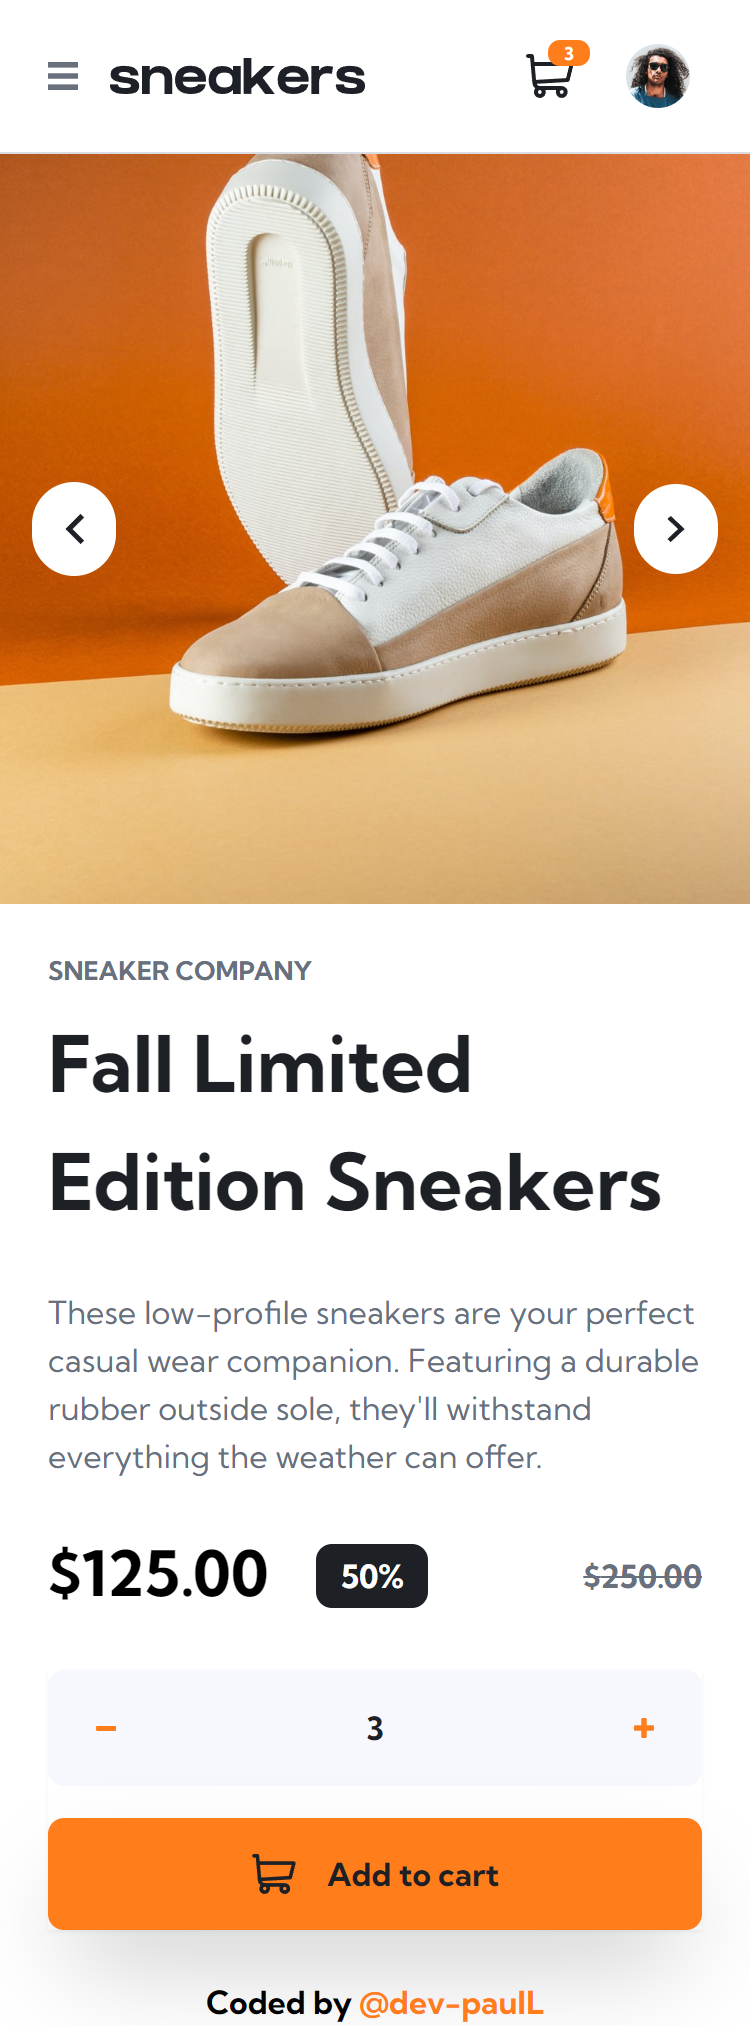 sneakers
3
SNEAKER COMPANY
Fall Limited
Edition Sneakers
These low-profile sneakers are your perfect
casual wear companion. Featuring a durable
rubber outside sole, they'll withstand
everything the weather can offer.
$125.00 50% $250.00
− 3 +
Add to cart
Coded by @dev-paulL